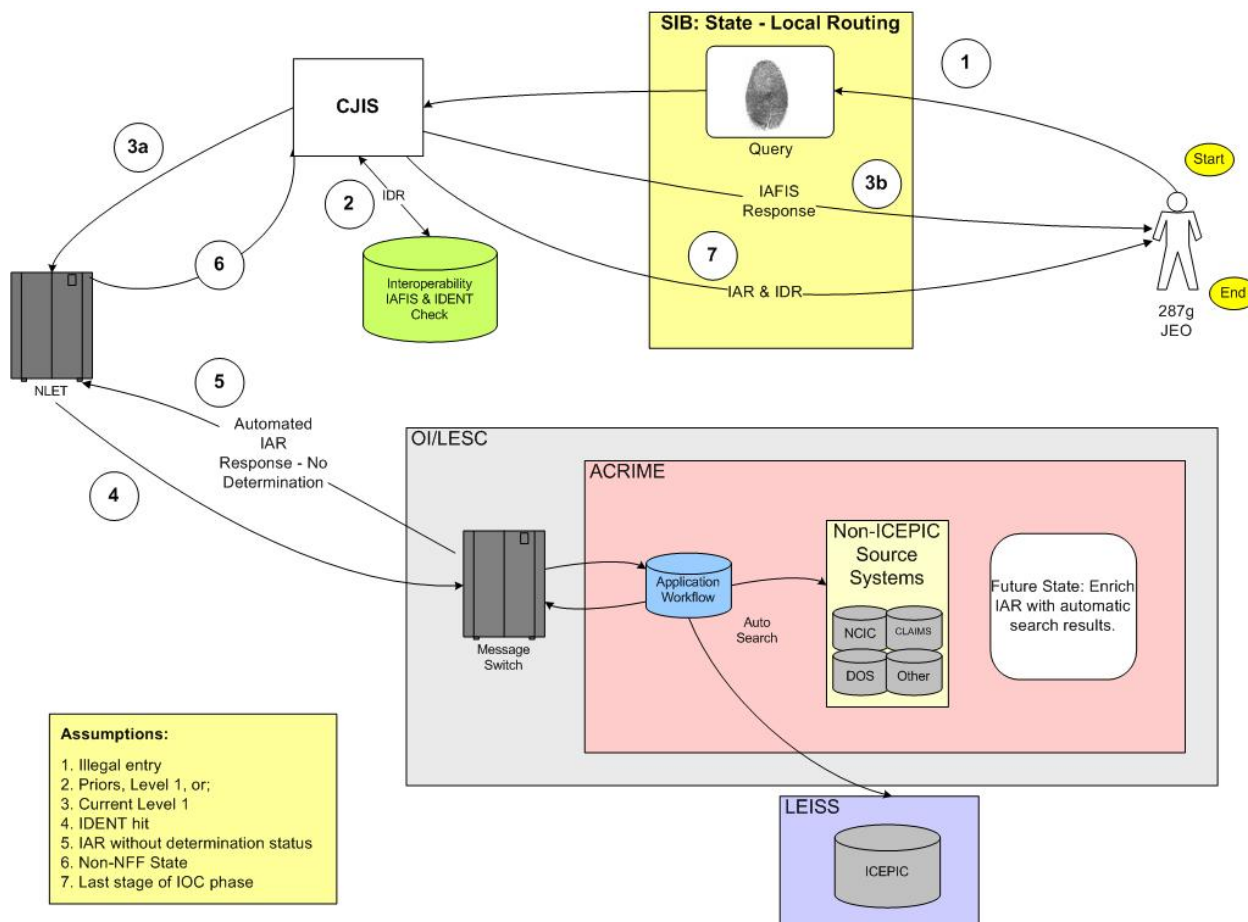 SIB: State - Local Routing
1
CJIS
Query
Start
3a
3b
IDR
2
IAFIS
Response
6
7
IAR & IDR
Interoperability
IAFIS & IDENT
Check
End
287g
JEO
NLET
5
Automated
IAR
Response - No
Determination
4
OI/LESC
ACRIME
Non-ICEPIC
Source
Systems
Application
Workflow
Future State: Enrich
IAR with automatic
search results.
Auto
Search
NCIC
CLAIMS
DOS
Other
Message
Switch
Assumptions:
1. Illegal entry
2. Priors, Level 1, or;
3. Current Level 1
4. IDENT hit
5. IAR without determination status
6. Non-NFF State
7. Last stage of IOC phase
LEISS
ICEPIC